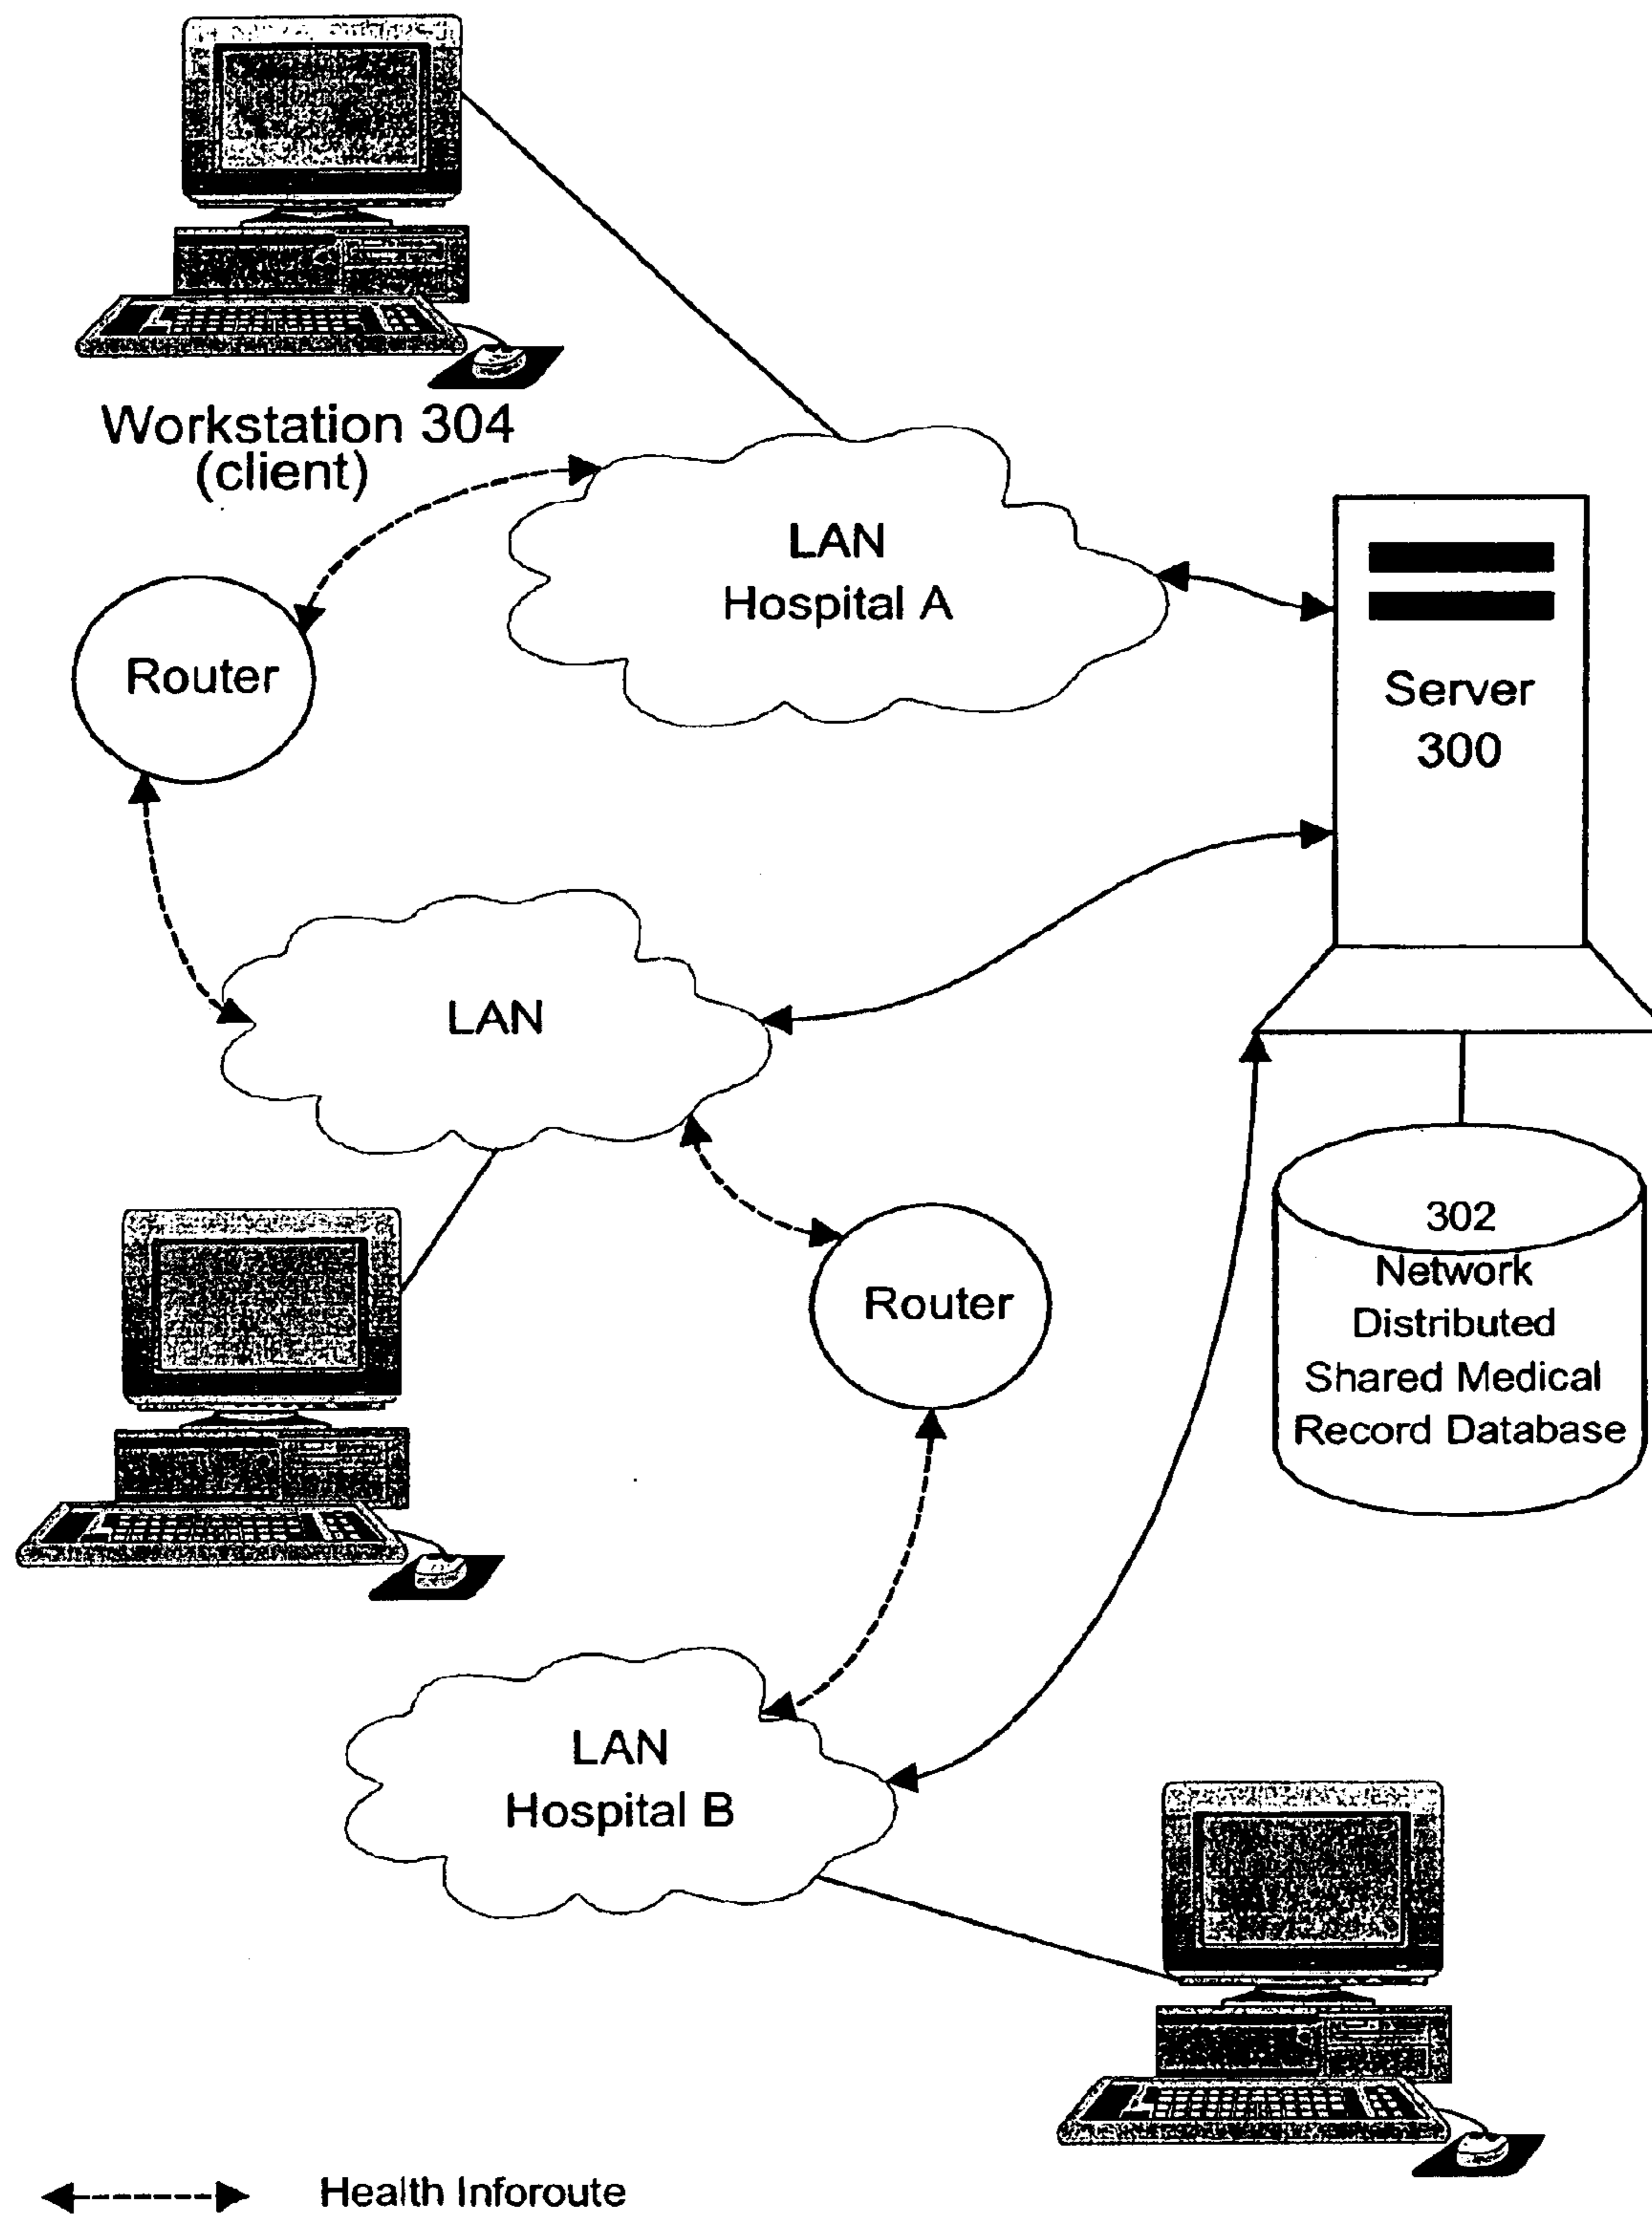 Workstation 304
(client)
LAN
Hospital A
Router
Server
300
LAN
302
Network
Distributed
Shared Medical
Record Database
Router
LAN
Hospital B
Health Inforoute